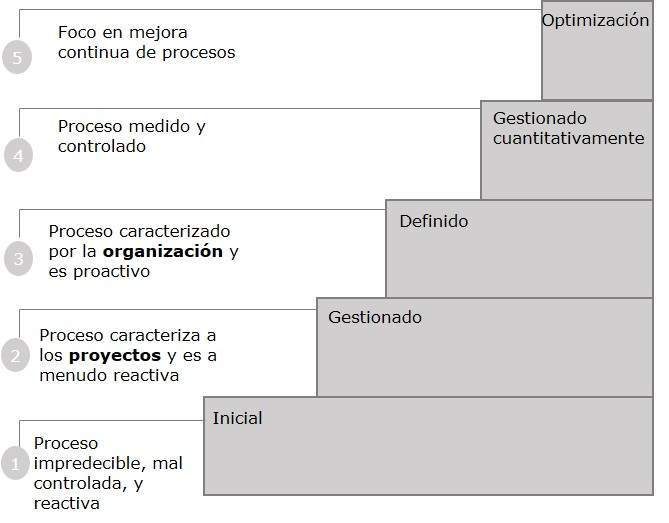 Optimización
Foco en mejora
continua de procesos
5
Gestionado
cuantitativamente
Proceso medido y
controlado
4
Definido
Proceso caracterizado
por la organización y
es proactivo
3
Gestionado
Proceso caracteriza a
los proyectos y es a
menudo reactiva
2
Inicial
Proceso
impredecible, mal
controlada, y
reactiva
1